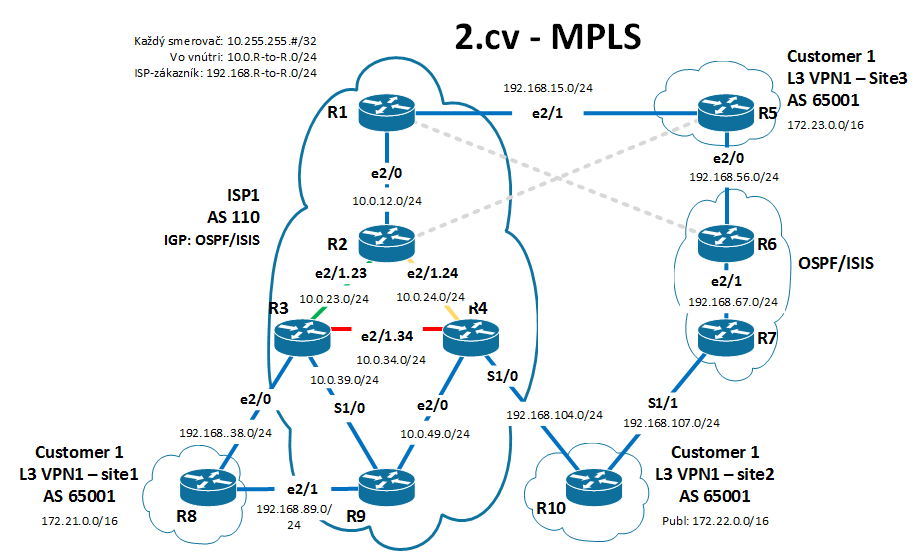 2.cv - MPLS
Každý smerovač: 10.255.255.#/32
Vo vnútri: 10.0.R-to-R.0/24
ISP-zákazník: 192.168.R-to-R.0/24
Customer 1
L3 VPN1 – Site3
AS 65001
172.23.0.0/16
192.168.15.0/24
R1
e2/1
R5
e2/0
192.168.56.0/24
e2/0
10.0.12.0/24
ISP1
AS 110
IGP: OSPF/ISIS
R2
R6
OSPF/ISIS
e2/1
192.168.67.0/24
e2/1.23
e2/1.24
10.0.23.0/24
10.0.24.0/24
R3
R4
R7
e2/1.34
10.0.34.0/24
10.0.39.0/24
S1/0
e2/0
S1/0
e2/0
S1/1
192.168..38.0/24
10.0.49.0/24
192.168.104.0/24
192.168.107.0/24
Customer 1
L3 VPN1 – site1
AS 65001
172.21.0.0/16
R8
e2/1
192.168.89.0/
24
R9
R10
Customer 1
L3 VPN1 – site2
AS 65001
Publ: 172.22.0.0/16